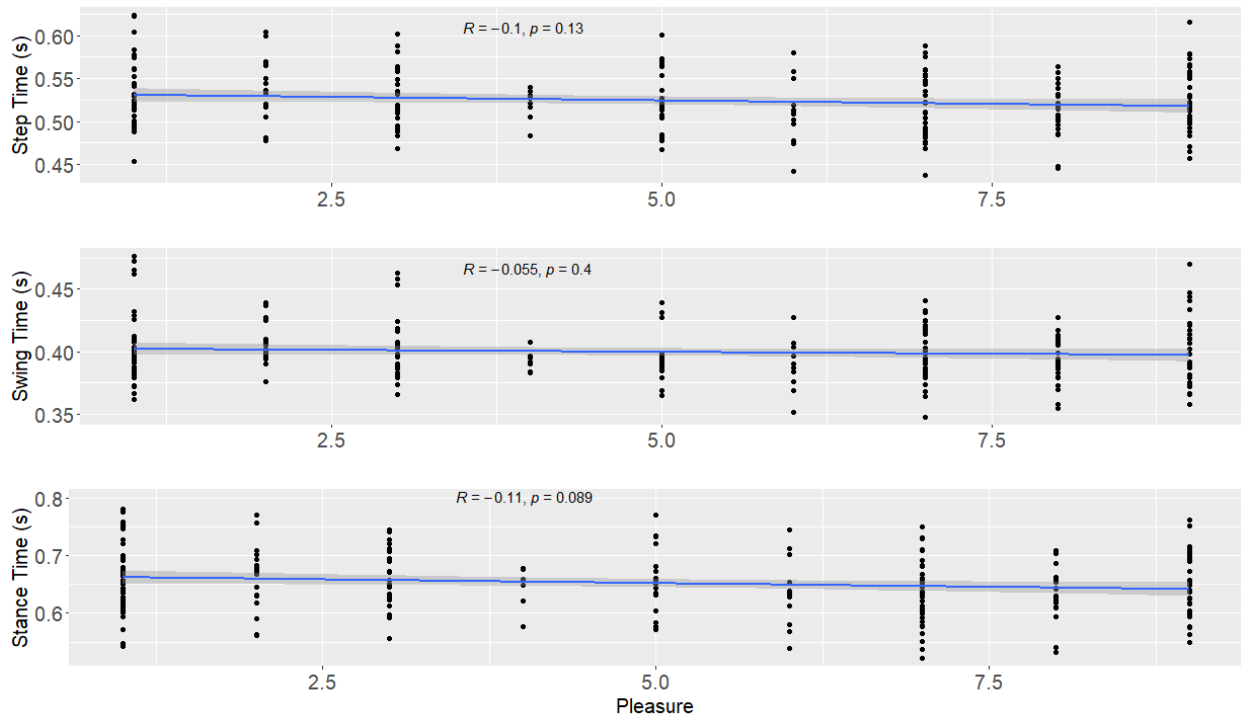 R = −0.1, p = 0.13
Step Time (s)
0.60
0.55
0.50
0.45
2.5 5.0 7.5
R = −0.055, p = 0.4
Swing Time (s)
0.45
0.40
0.35
2.5 5.0 7.5
R = −0.11, p = 0.089
Stance Time (s)
0.8
0.7
0.6
2.5 5.0 7.5
Pleasure